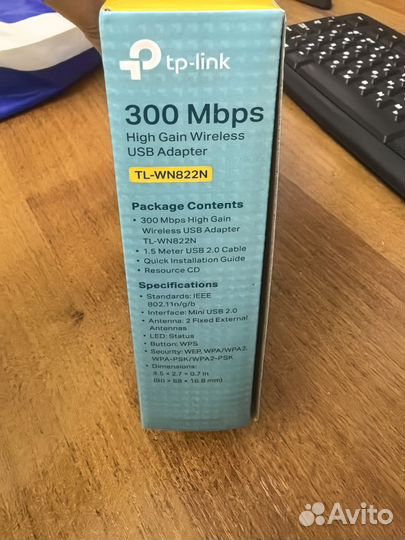 tp-link
300 Mbps
High Gain Wireless
USB Adapter
TL-WN822N
Package Contents
• 300 Mbps High Gain
Wireless USB Adapter
TL-WN822N
• 1.5 Meter USB 2.0 Cable
• Quick Installation Guide
• Resource CD
Specifications
• Standards: IEEE
802.11n/g/b
• Interface: Mini USB 2.0
• Antenna: 2 Fixed External
Antennas
• LED: Status
• Button: WPS
• Security: WEP, WPA/WPA2,
WPA-PSK/WPA2-PSK
• Dimensions:
× 2.7 × 0.7 in
× 68 × 16.8 mm)
Avito